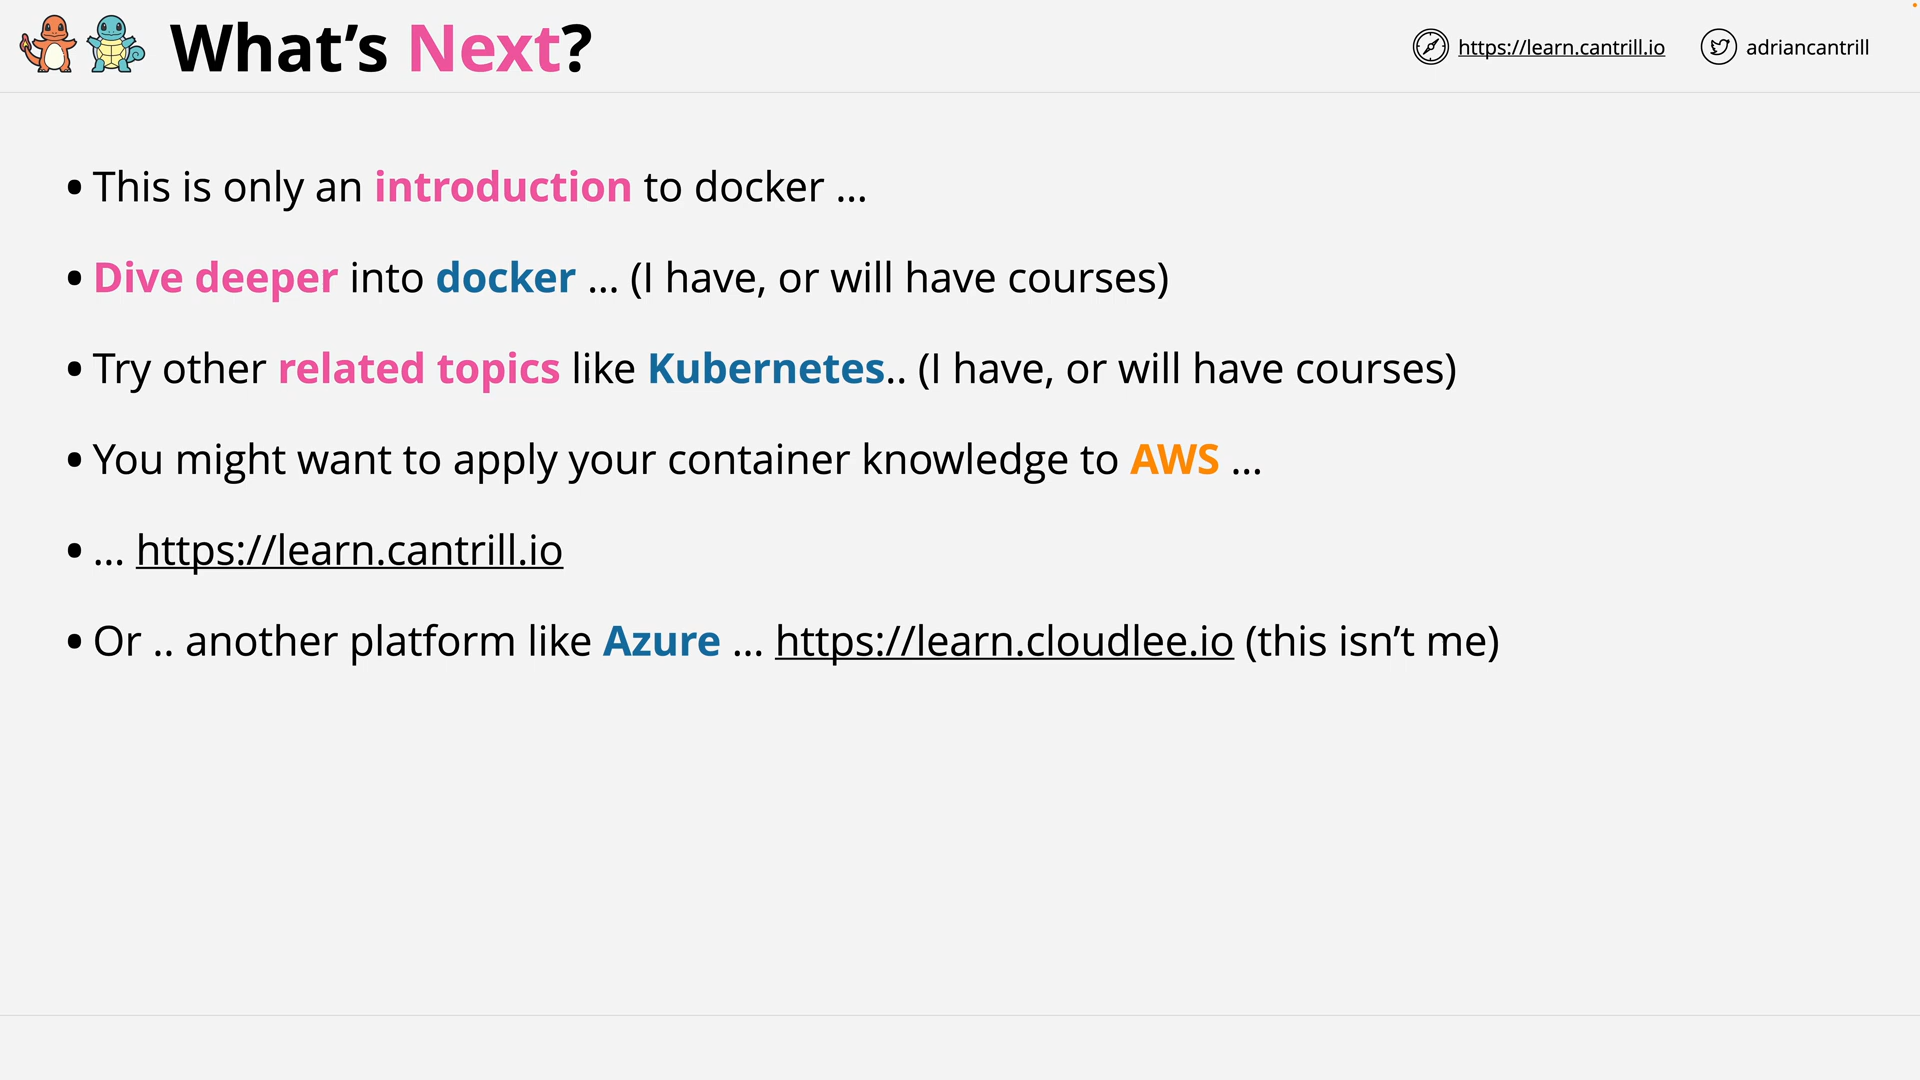 What’s Next?
https://learn.cantrill.io
adriancantrill
• This is only an introduction to docker ...
• Dive deeper into docker ... (I have, or will have courses)
• Try other related topics like Kubernetes.. (I have, or will have courses)
• You might want to apply your container knowledge to AWS ...
• ... https://learn.cantrill.io
• Or .. another platform like Azure ... https://learn.cloudlee.io (this isn’t me)